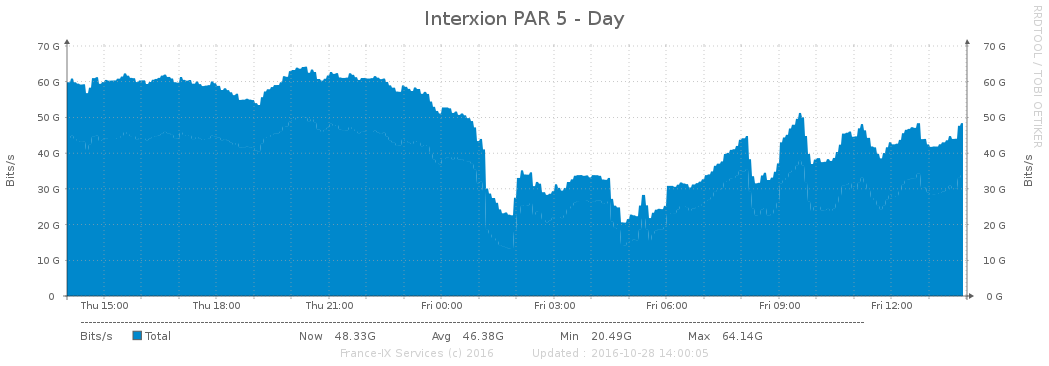 Interxion PAR 5 - Day
RRDTOOL / TOBI OETIKER
Bits/s
Bits/s
70 G 70 G
60 G 60 G
50 G 50 G
40 G 40 G
30 G 30 G
20 G 20 G
10 G 10 G
0 0 G
Thu 15:00 Thu 18:00 Thu 21:00 Fri 00:00 Fri 03:00 Fri 06:00 Fri 09:00 Fri 12:00
Bits/s Total Now 48.33G Avg 46.38G Min 20.49G Max 64.14G
France-IX Services (c) 2016 Updated : 2016-10-28 14:00:05